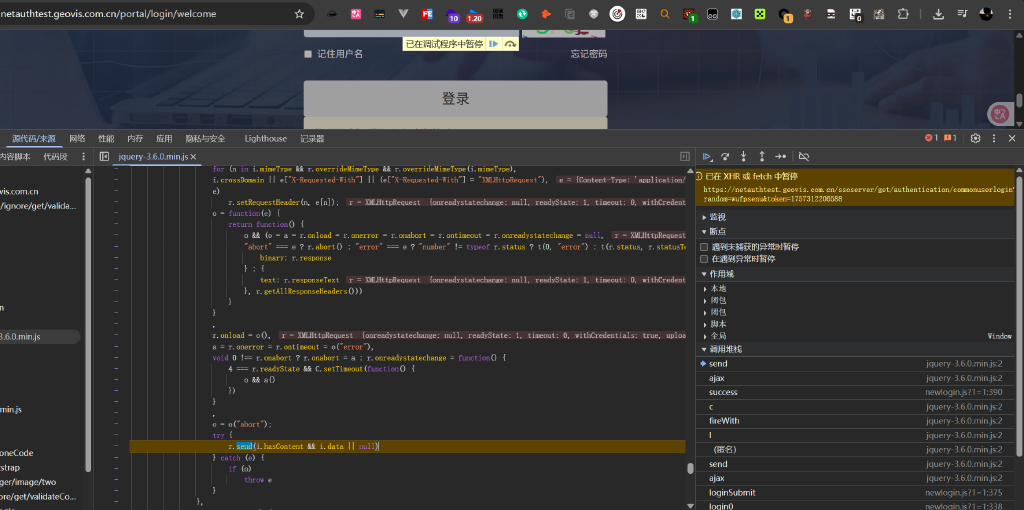 netauthtest.geovis.com.cn/portal/login/welcome
10
1.20
1
1
0
已在调试程序中暂停
记住用户名
忘记密码
登录
源代码/来源 网络 性能 内存 应用 隐私与安全 Lighthouse 记录器
1 1
内容脚本 代码段
jquery-3.6.0.min.js
vis.com.cn
/ignore/get/valida...
n
3.6.0.min.js
min.js
oneCode
tstrap
ger/image/two
ore/get/validateCo...
for (n in i.mimeType && r.overrideMimeType && r.overrideMimeType(i.mimeType),
i.crossDomain || e["X-Requested-With"] || (e["X-Requested-With"] = "XMLHttpRequest"), e = {Content-Type: 'application/
e)
r.setRequestHeader(n, e[n]); r = XMLHttpRequest {onreadystatechange: null, readyState: 1, timeout: 0, withCredent
o = function(e) {
return function() {
o && (o = a = r.onload = r.onerror = r.onabort = r.ontimeout = r.onreadystatechange = null, r = XMLHttpRequest
"abort" === e ? r.abort() : "error" === e ? "number" != typeof r.status ? t(0, "error") : t(r.status, r.statusTe
binary: r.response
} : {
text: r.responseText r = XMLHttpRequest {onreadystatechange: null, readyState: 1, timeout: 0, withCredent
}, r.getAllResponseHeaders()))
}
}
,
r.onload = o(), r = XMLHttpRequest {onreadystatechange: null, readyState: 1, timeout: 0, withCredentials: true, uploa
a = r.onerror = r.ontimeout = o("error"),
void 0 !== r.onabort ? r.onabort = a : r.onreadystatechange = function() {
4 === r.readyState && C.setTimeout(function() {
o && a()
})
}
,
o = o("abort");
try {
r.send(i.hasContent && i.data || null)
} catch (e) {
if (o)
throw e
}
},
已在 XHR 或 fetch 中暂停
https://netauthtest.geovis.com.cn/ssoserver/get/authentication/commonuserlogin
random=wufpsenu&token=1757312206588
监视
断点
遇到未捕获的异常时暂停
在遇到异常时暂停
作用域
本地
闭包
闭包
脚本
全局 Window
调用堆栈
send jquery-3.6.0.min.js:2
ajax jquery-3.6.0.min.js:2
success newlogin.js?1=1:390
c jquery-3.6.0.min.js:2
fireWith jquery-3.6.0.min.js:2
l jquery-3.6.0.min.js:2
(匿名) jquery-3.6.0.min.js:2
send jquery-3.6.0.min.js:2
ajax jquery-3.6.0.min.js:2
loginSubmit newlogin.js?1=1:375
login0 newlogin.js?1=1:338